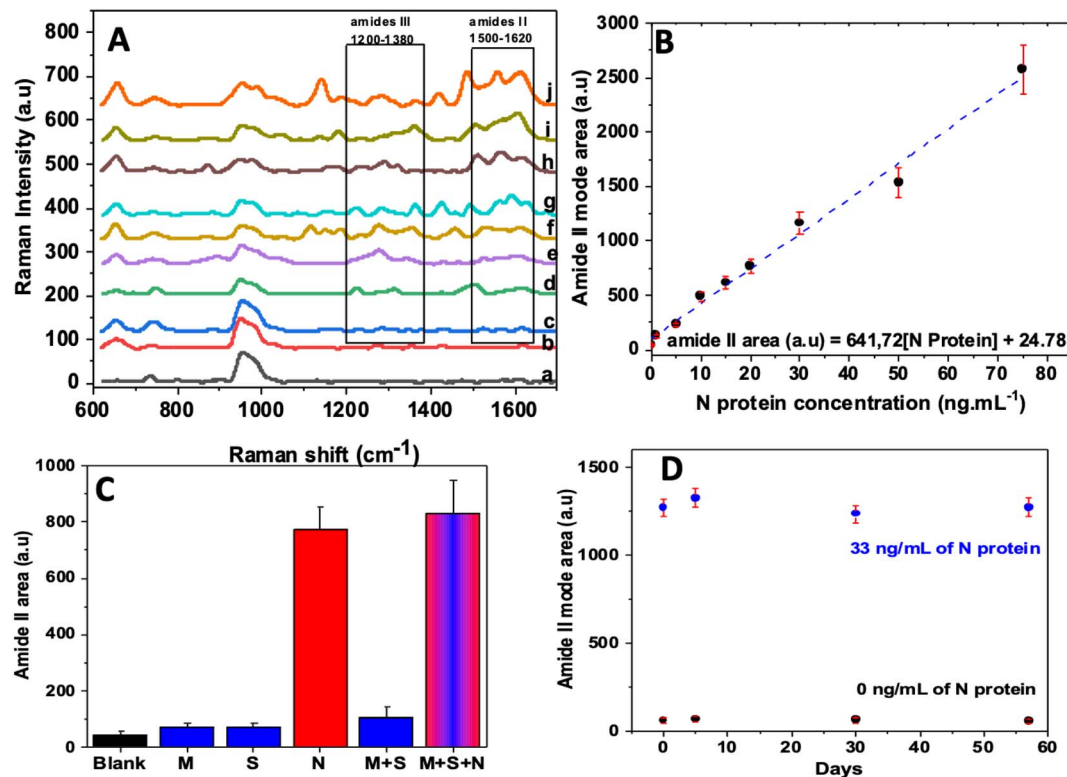 A
amides III
1200-1380
amides II
1500-1620
800
700
600
500
400
300
200
100
0
Raman Intensity (a.u)
j
i
h
g
f
e
d
c
b
a
600 800 1000 1200 1400 1600
Raman shift (cm-1)
B
3000
2500
2000
1500
1000
500
0
Amide II mode area (a.u)
amide II area (a.u) = 641,72[N Protein] + 24.78
0 10 20 30 40 50 60 70 80
N protein concentration (ng.mL-1)
C
1000
800
600
400
200
0
Amide II area (a.u)
Blank M S N M+S M+S+N
D
1500
1000
500
0
Amide II mode area (a.u)
33 ng/mL of N protein
0 ng/mL of N protein
0 10 20 30 40 50 60
Days